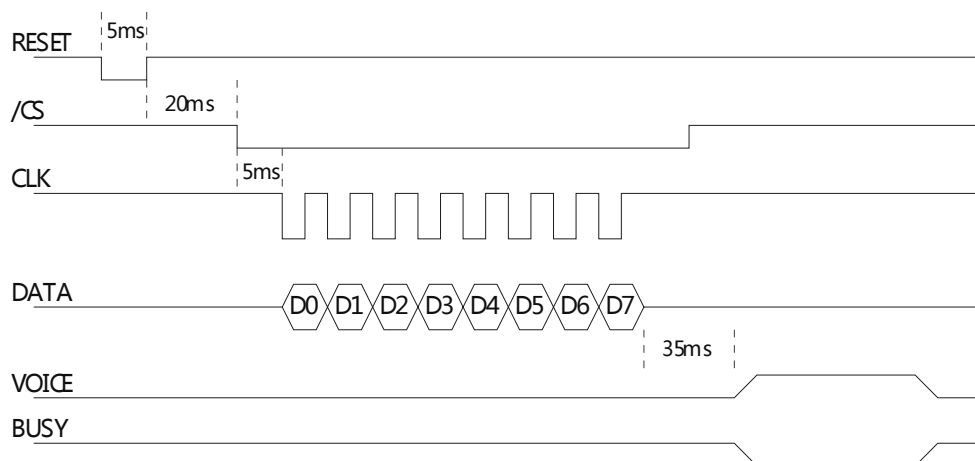 5ms
RESET
20ms
/CS
5ms
CLK
DATA
D0 D1 D2 D3 D4 D5 D6 D7
35ms
VOICE
BUSY